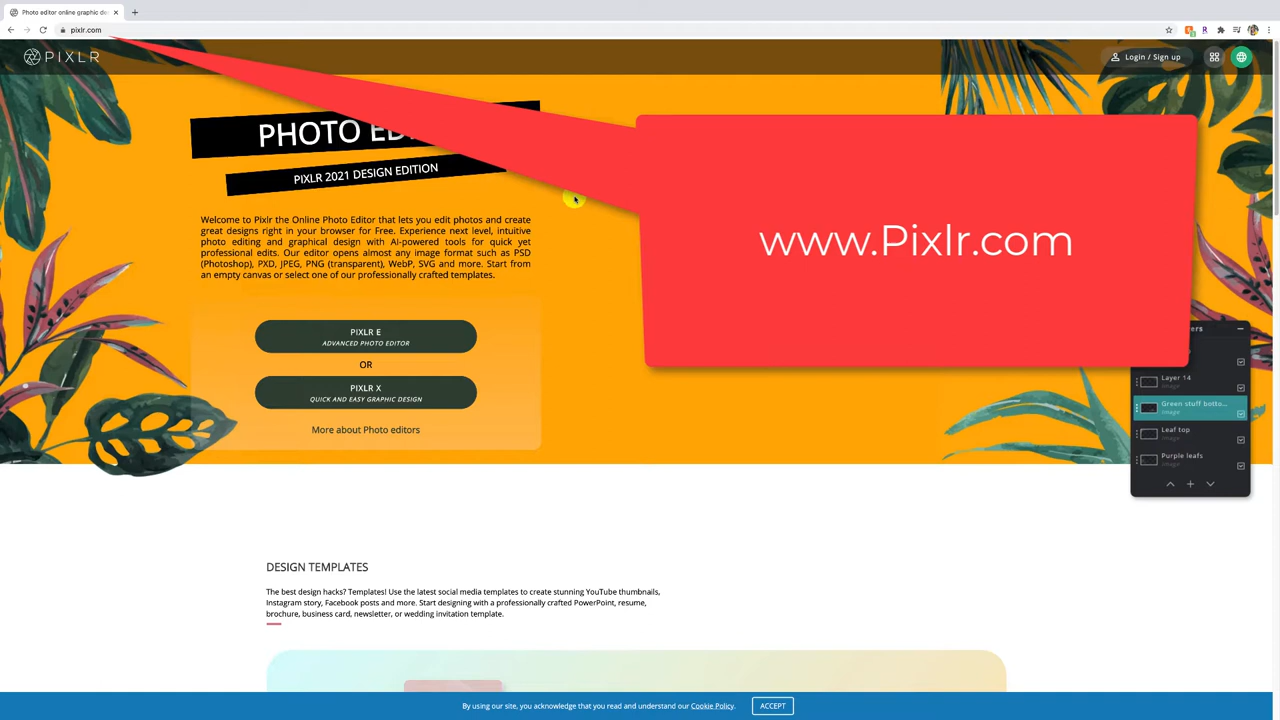 Photo editor online graphic de
pixlr.com
PIXLR
Login / Sign up
PHOTO
PIXLR 2021 DESIGN EDITION
www.Pixlr.com
Welcome to Pixlr the Online Photo Editor that lets you edit photos and create
great designs right in your browser for Free. Experience next level, intuitive
photo editing and graphical design with AI-powered tools for quick yet
professional edits. Our editor opens almost any image format such as PSD
(Photoshop), PXD, JPEG, PNG (transparent), WebP, SVG and more. Start from
an empty canvas or select one of our professionally crafted templates.
PIXLR E
ADVANCED PHOTO EDITOR
OR
PIXLR X
QUICK AND EASY GRAPHIC DESIGN
More about Photo editors
ers
Layer 14
image
Green stuff botto...
image
Leaf top
image
Purple leafs
image
DESIGN TEMPLATES
The best design hacks? Templates! Use the latest social media templates to create stunning YouTube thumbnails,
Instagram story, Facebook posts and more. Start designing with a professionally crafted PowerPoint, resume,
brochure, business card, newsletter, or wedding invitation template.
By using our site, you acknowledge that you read and understand our Cookie Policy.
ACCEPT